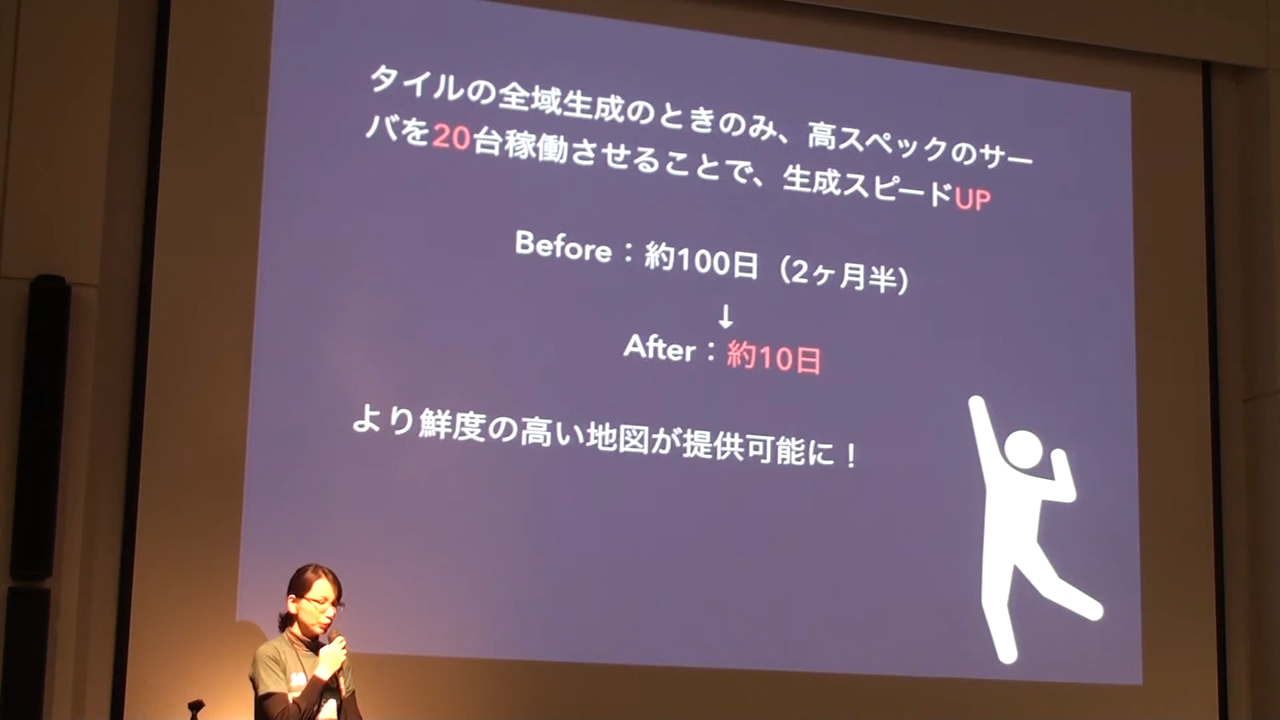 タイルの全域生成のときのみ、高スペックのサー
バを20台稼働させることで、生成スピードUP
Before：約100日（2ヶ月半）
↓
After：約10日
より鮮度の高い地図が提供可能に！